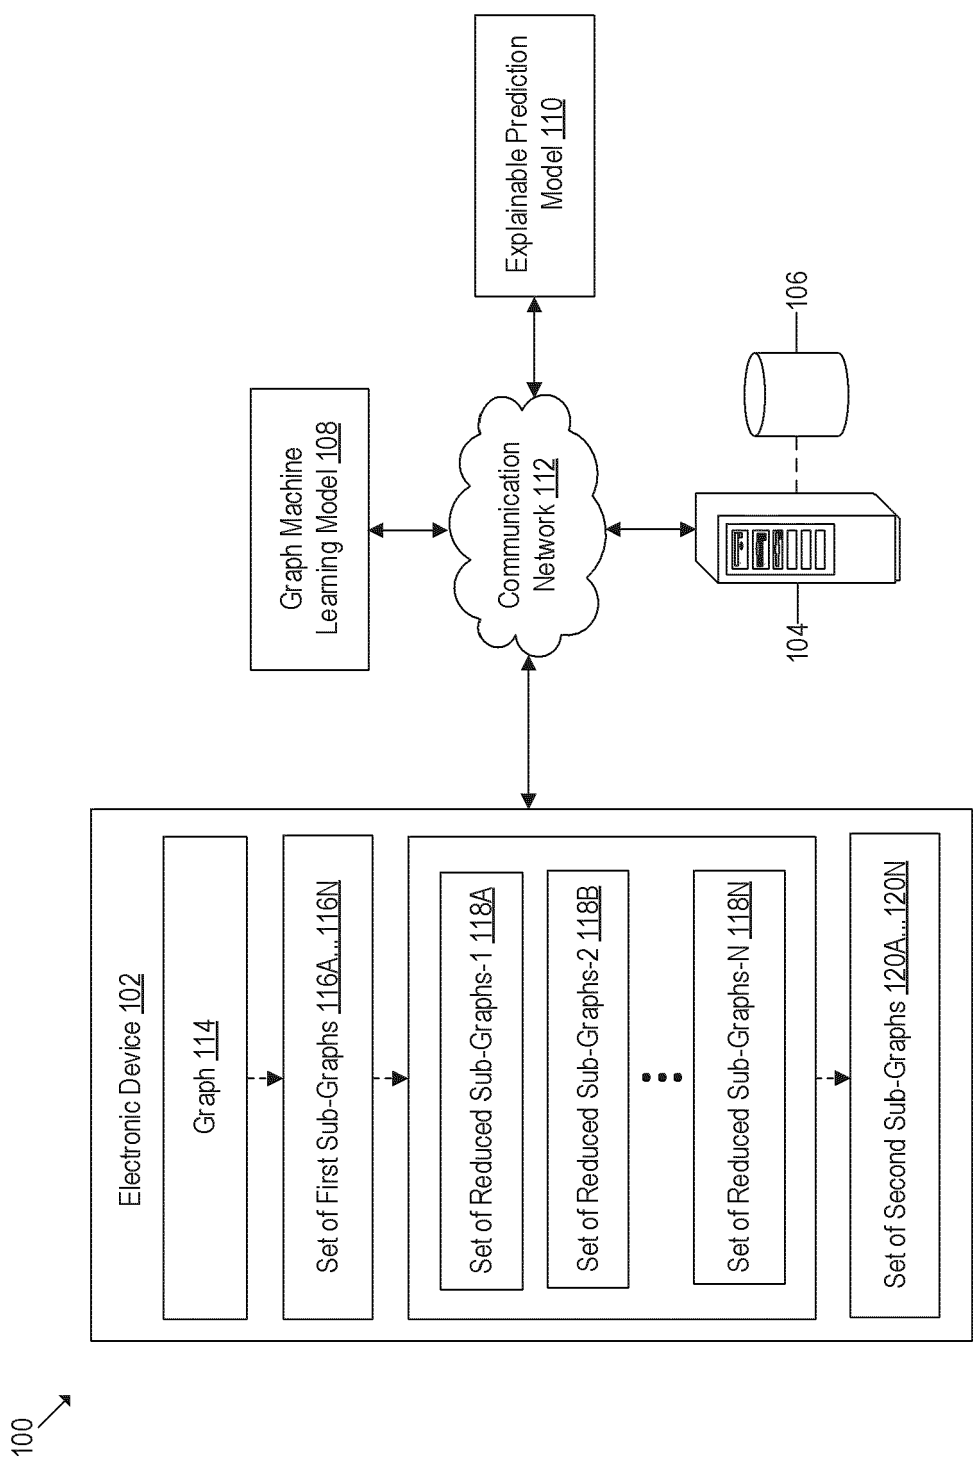 100
Electronic Device 102
Graph 114
Set of First Sub-Graphs 116A...116N
Set of Reduced Sub-Graphs-1 118A
Set of Reduced Sub-Graphs-2 118B
Set of Reduced Sub-Graphs-N 118N
Set of Second Sub-Graphs 120A...120N
Graph Machine
Learning Model 108
Communication
Network 112
Explainable Prediction
Model 110
104
106